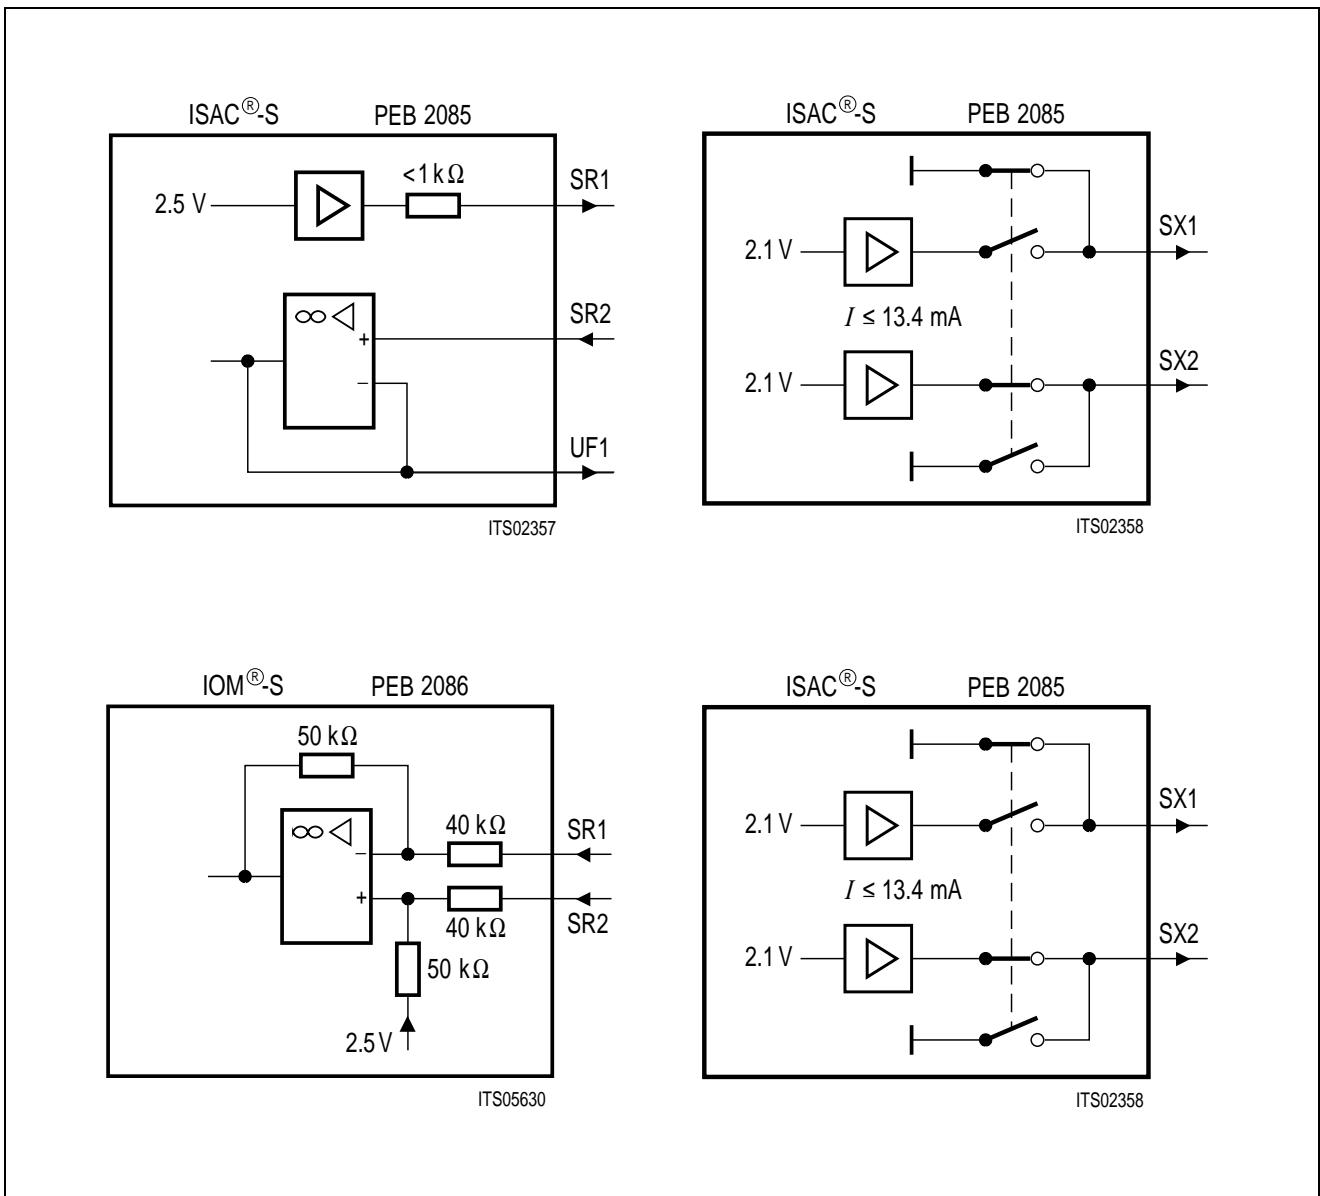 ISAC®-S PEB 2085
2.5 V
<1 kΩ
SR1
∞
+
−
SR2
UF1
ITS02357
ISAC®-S PEB 2085
2.1 V
SX1
I ≤ 13.4 mA
2.1 V
SX2
ITS02358
IOM®-S PEB 2086
50 kΩ
∞
−
+
40 kΩ
SR1
40 kΩ
SR2
50 kΩ
2.5 V
ITS05630
ISAC®-S PEB 2085
2.1 V
SX1
I ≤ 13.4 mA
2.1 V
SX2
ITS02358